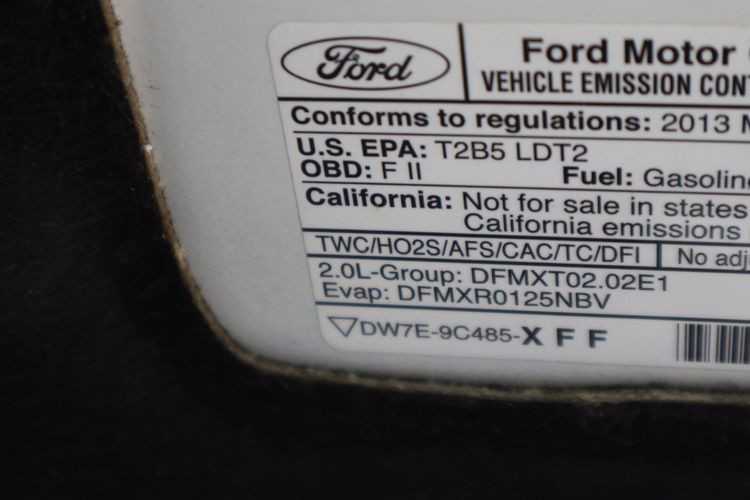 Ford
Ford Motor
VEHICLE EMISSION CONT
Conforms to regulations: 2013 M
U.S. EPA: T2B5 LDT2
OBD: F II Fuel: Gasoline
California: Not for sale in states
California emissions
TWC/HO2S/AFS/CAC/TC/DFI No adj
2.0L-Group: DFMXT02.02E1
Evap: DFMXR0125NBV
DW7E-9C485-XFF